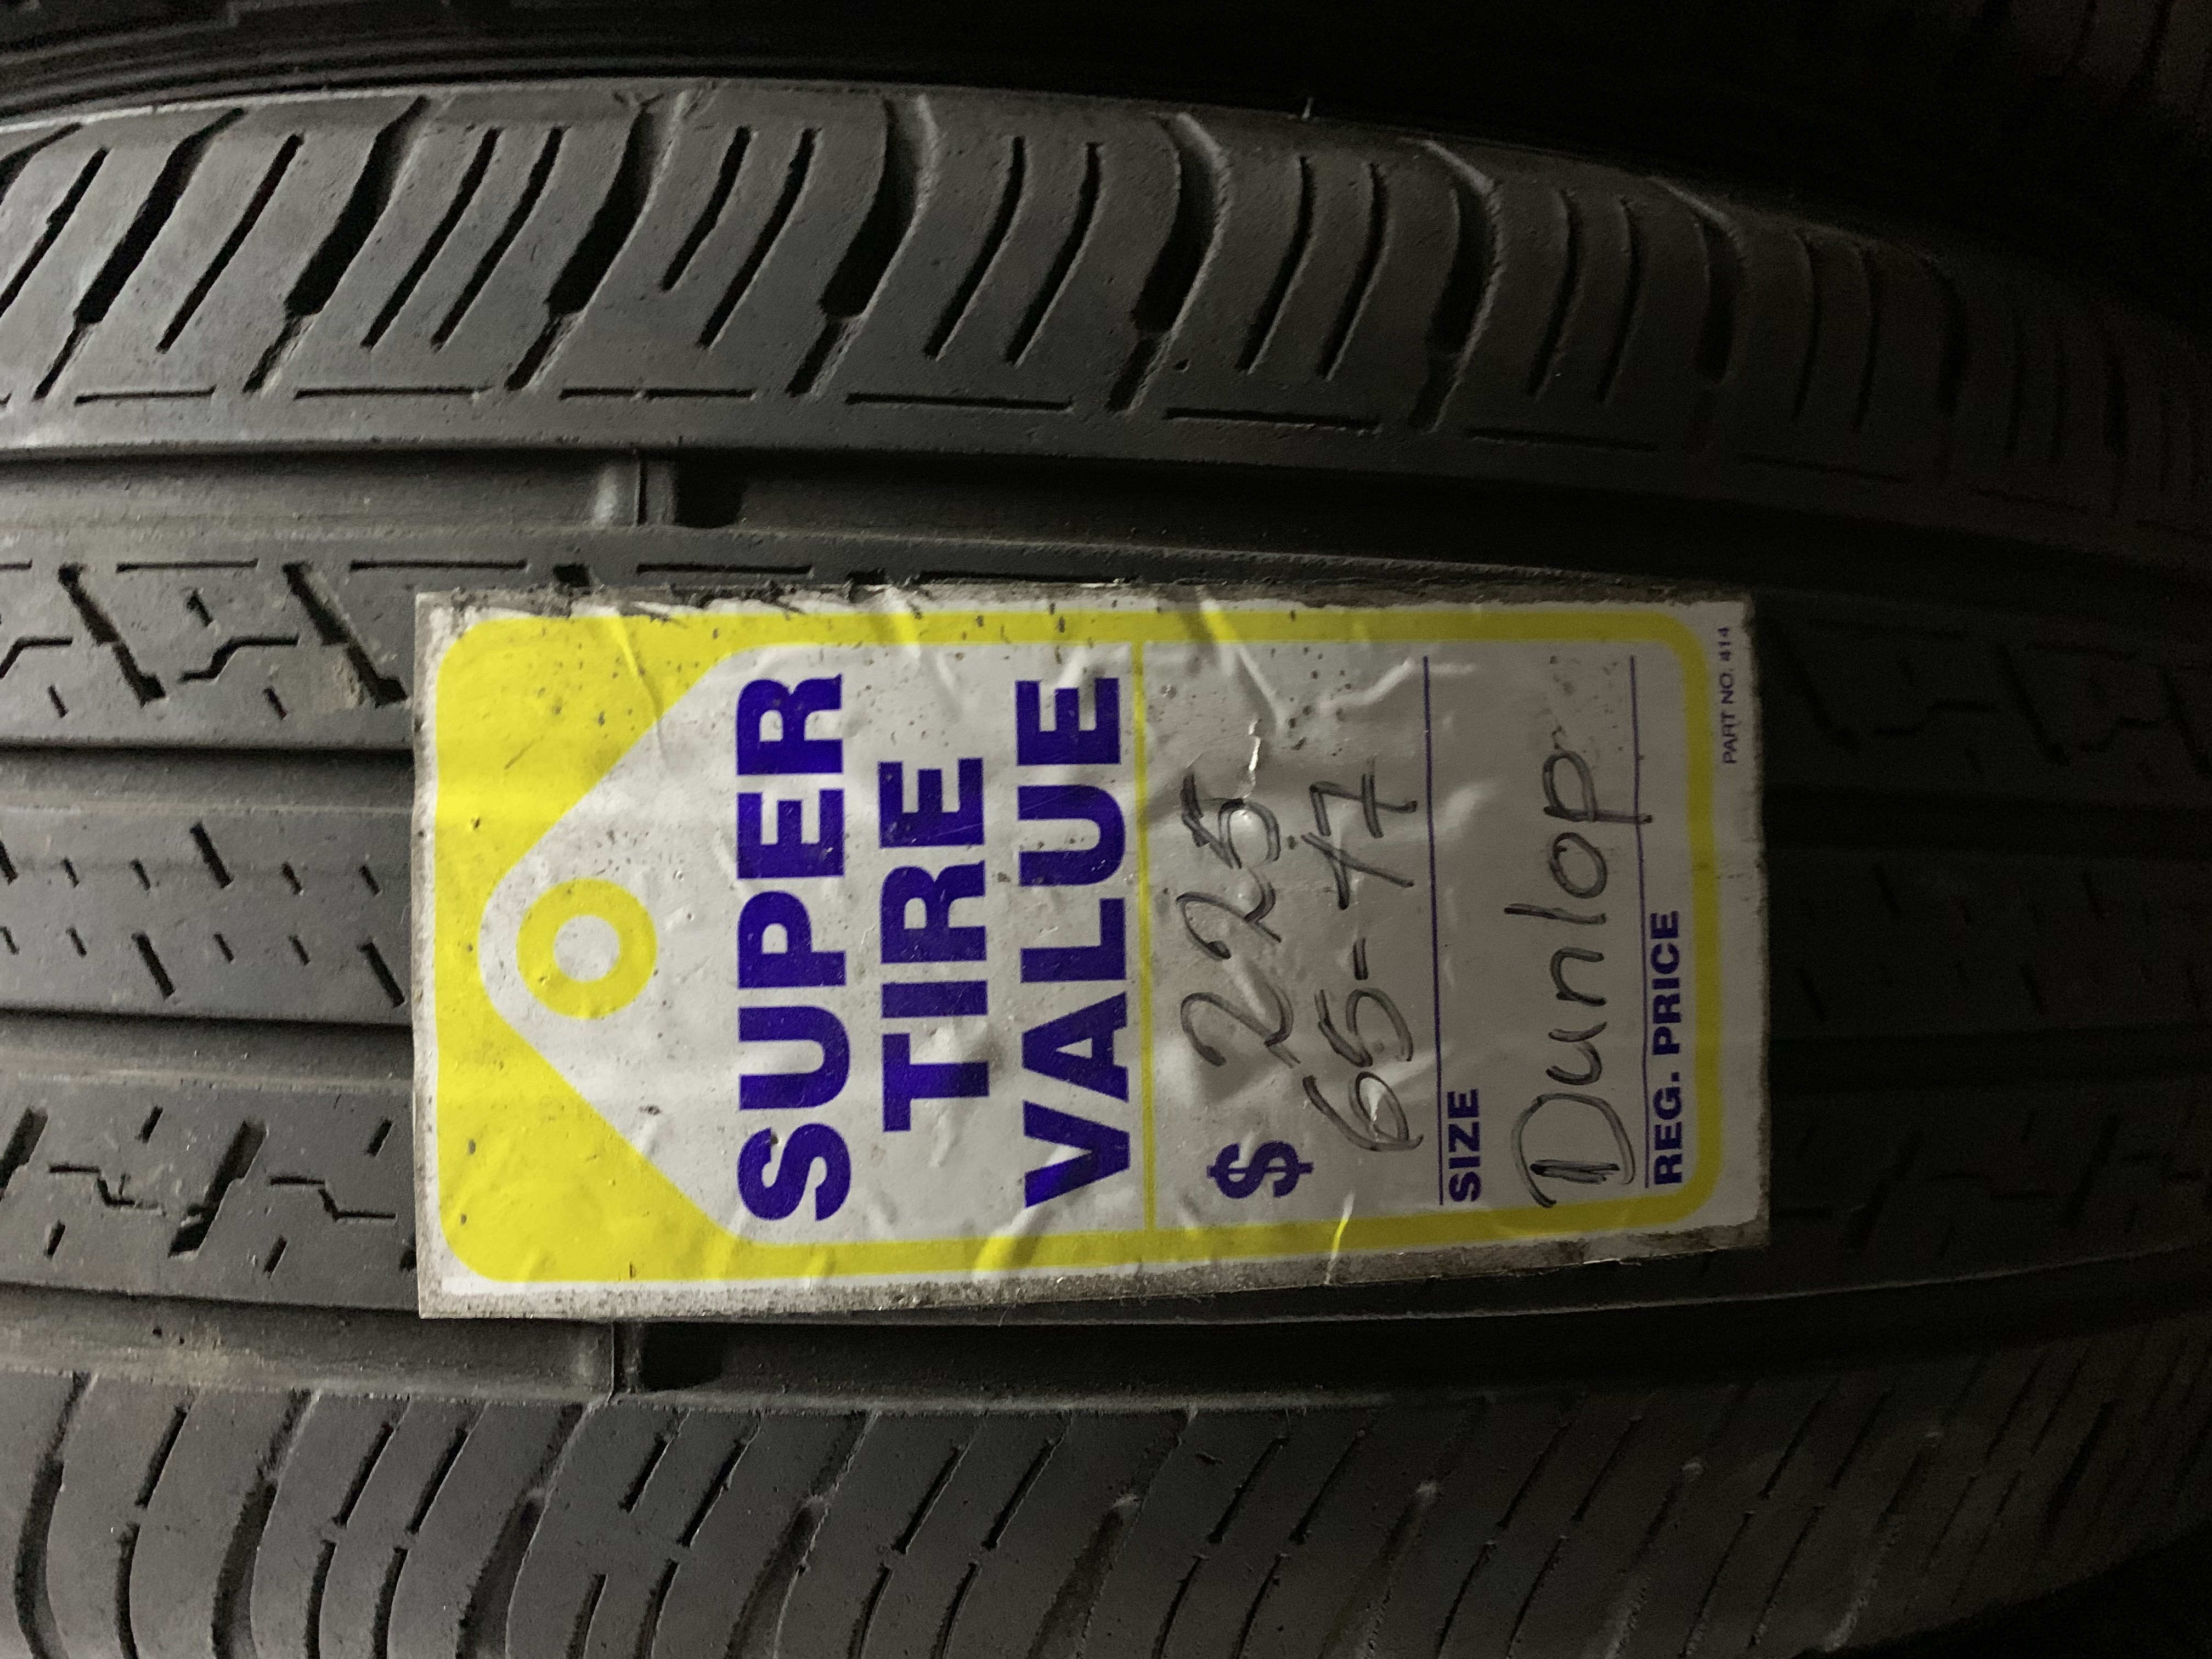 SUPER
TIRE
VALUE
$ 225
65-17
SIZE
Dunlop
REG. PRICE
PART NO. 414